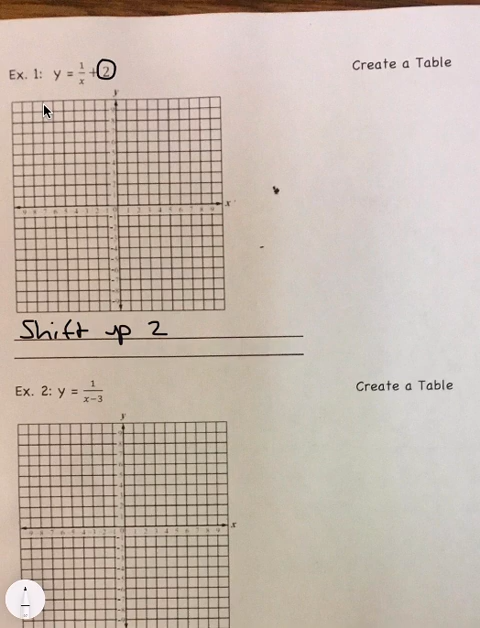 Ex. 1: y = 1/x + 2
Create a Table
y
x
Shift up 2
Ex. 2: y = 1/x-3
Create a Table
y
x